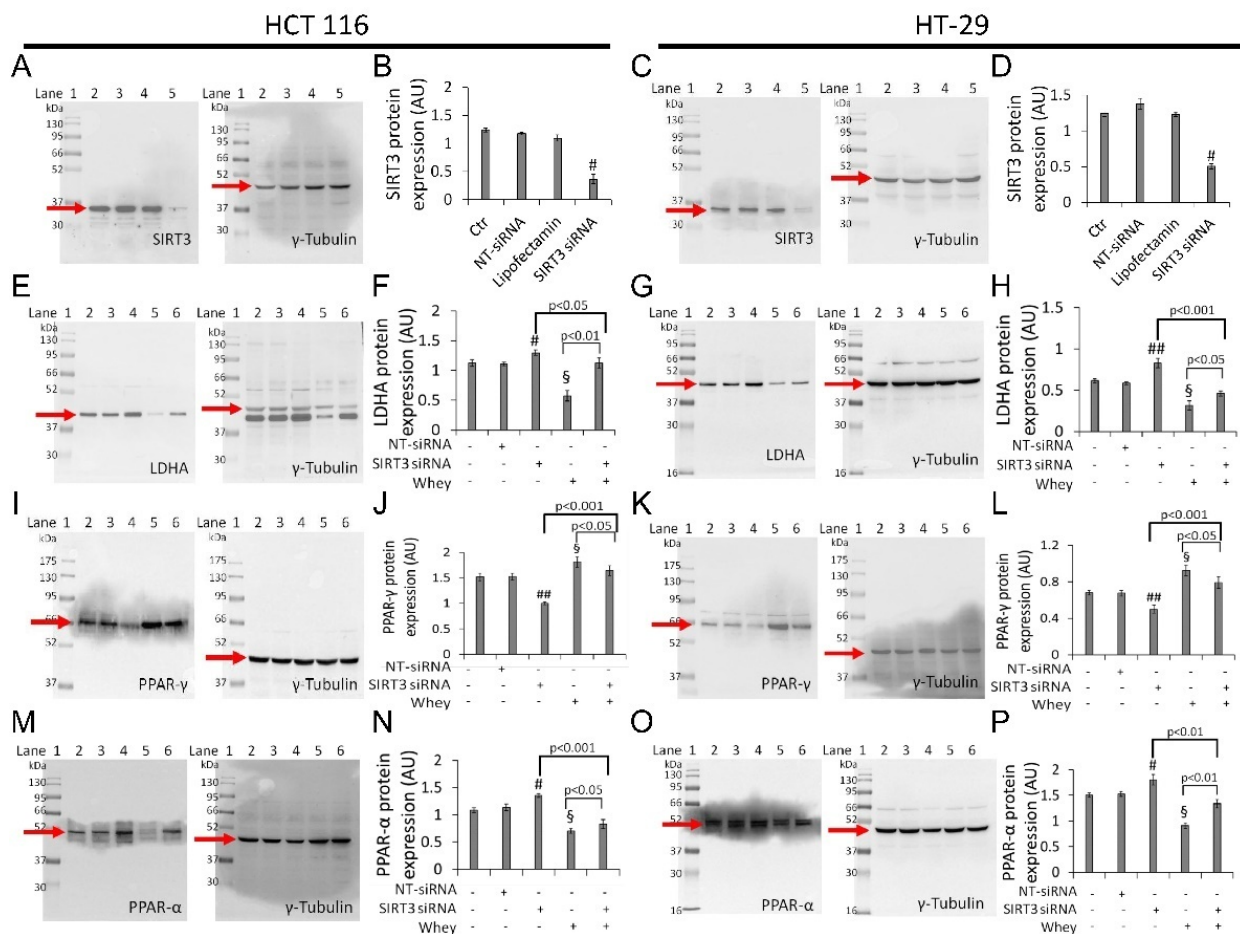 HCT 116
HT-29
A
Lane 1 2 3 4 5
kDa
130
95
66
52
37
30
SIRT3
2 3 4 5
kDa
130
95
66
52
37
30
γ-Tubulin
B
SIRT3 protein
expression (AU)
2
1.5
1
0.5
0
#
Ctr
NT-siRNA
Lipofectamin
SIRT3 siRNA
C
Lane 1 2 3 4 5
kDa
130
95
66
52
37
30
SIRT3
2 3 4 5
kDa
130
95
66
52
37
30
γ-Tubulin
D
SIRT3 protein
expression (AU)
1.5
1
0.5
0
#
Ctr
NT-siRNA
Lipofectamin
SIRT3 siRNA
E
Lane 1 2 3 4 5 6
kDa
130
95
66
52
37
30
LDHA
2 3 4 5 6
kDa
130
95
66
52
37
30
γ-Tubulin
F
LDHA protein
expression (AU)
2
1.5
1
0.5
0
p<0.05
p<0.01
#
§
NT-siRNA - + - - -
SIRT3 siRNA - - + - +
Whey - - - + +
G
Lane 1 2 3 4 5 6
kDa
130
95
66
52
37
30
16
LDHA
2 3 4 5 6
kDa
130
95
66
52
37
30
16
γ-Tubulin
H
LDHA protein
expression (AU)
1.5
1
0.5
0
p<0.001
p<0.05
##
§
NT-siRNA - + - - -
SIRT3 siRNA - - + - +
Whey - - - + +
I
Lane 1 2 3 4 5 6
kDa
175
130
95
66
52
37
PPAR-γ
2 3 4 5 6
kDa
175
130
95
66
52
37
γ-Tubulin
J
PPAR-γ protein
expression (AU)
2
1.5
1
0.5
0
p<0.001
p<0.05
##
§
NT-siRNA - + - - -
SIRT3 siRNA - - + - +
Whey - - - + +
K
Lane 1 2 3 4 5 6
kDa
175
130
95
66
52
37
PPAR-γ
2 3 4 5 6
kDa
175
130
95
66
52
37
γ-Tubulin
L
PPAR-γ protein
expression (AU)
1.2
0.8
0.4
0
p<0.001
p<0.05
##
§
NT-siRNA - + - - -
SIRT3 siRNA - - + - +
Whey - - - + +
M
Lane 1 2 3 4 5 6
kDa
130
95
66
52
37
30
PPAR-α
2 3 4 5 6
kDa
130
95
66
52
37
30
γ-Tubulin
N
PPAR-α protein
expression (AU)
2
1.5
1
0.5
0
p<0.001
p<0.05
#
§
NT-siRNA - + - - -
SIRT3 siRNA - - + - +
Whey - - - + +
O
Lane 1 2 3 4 5 6
kDa
130
95
66
52
37
30
16
PPAR-α
2 3 4 5 6
kDa
130
95
66
52
37
30
16
γ-Tubulin
P
PPAR-α protein
expression (AU)
2
1.5
1
0.5
0
p<0.01
p<0.01
#
§
NT-siRNA - + - - -
SIRT3 siRNA - - + - +
Whey - - - + +